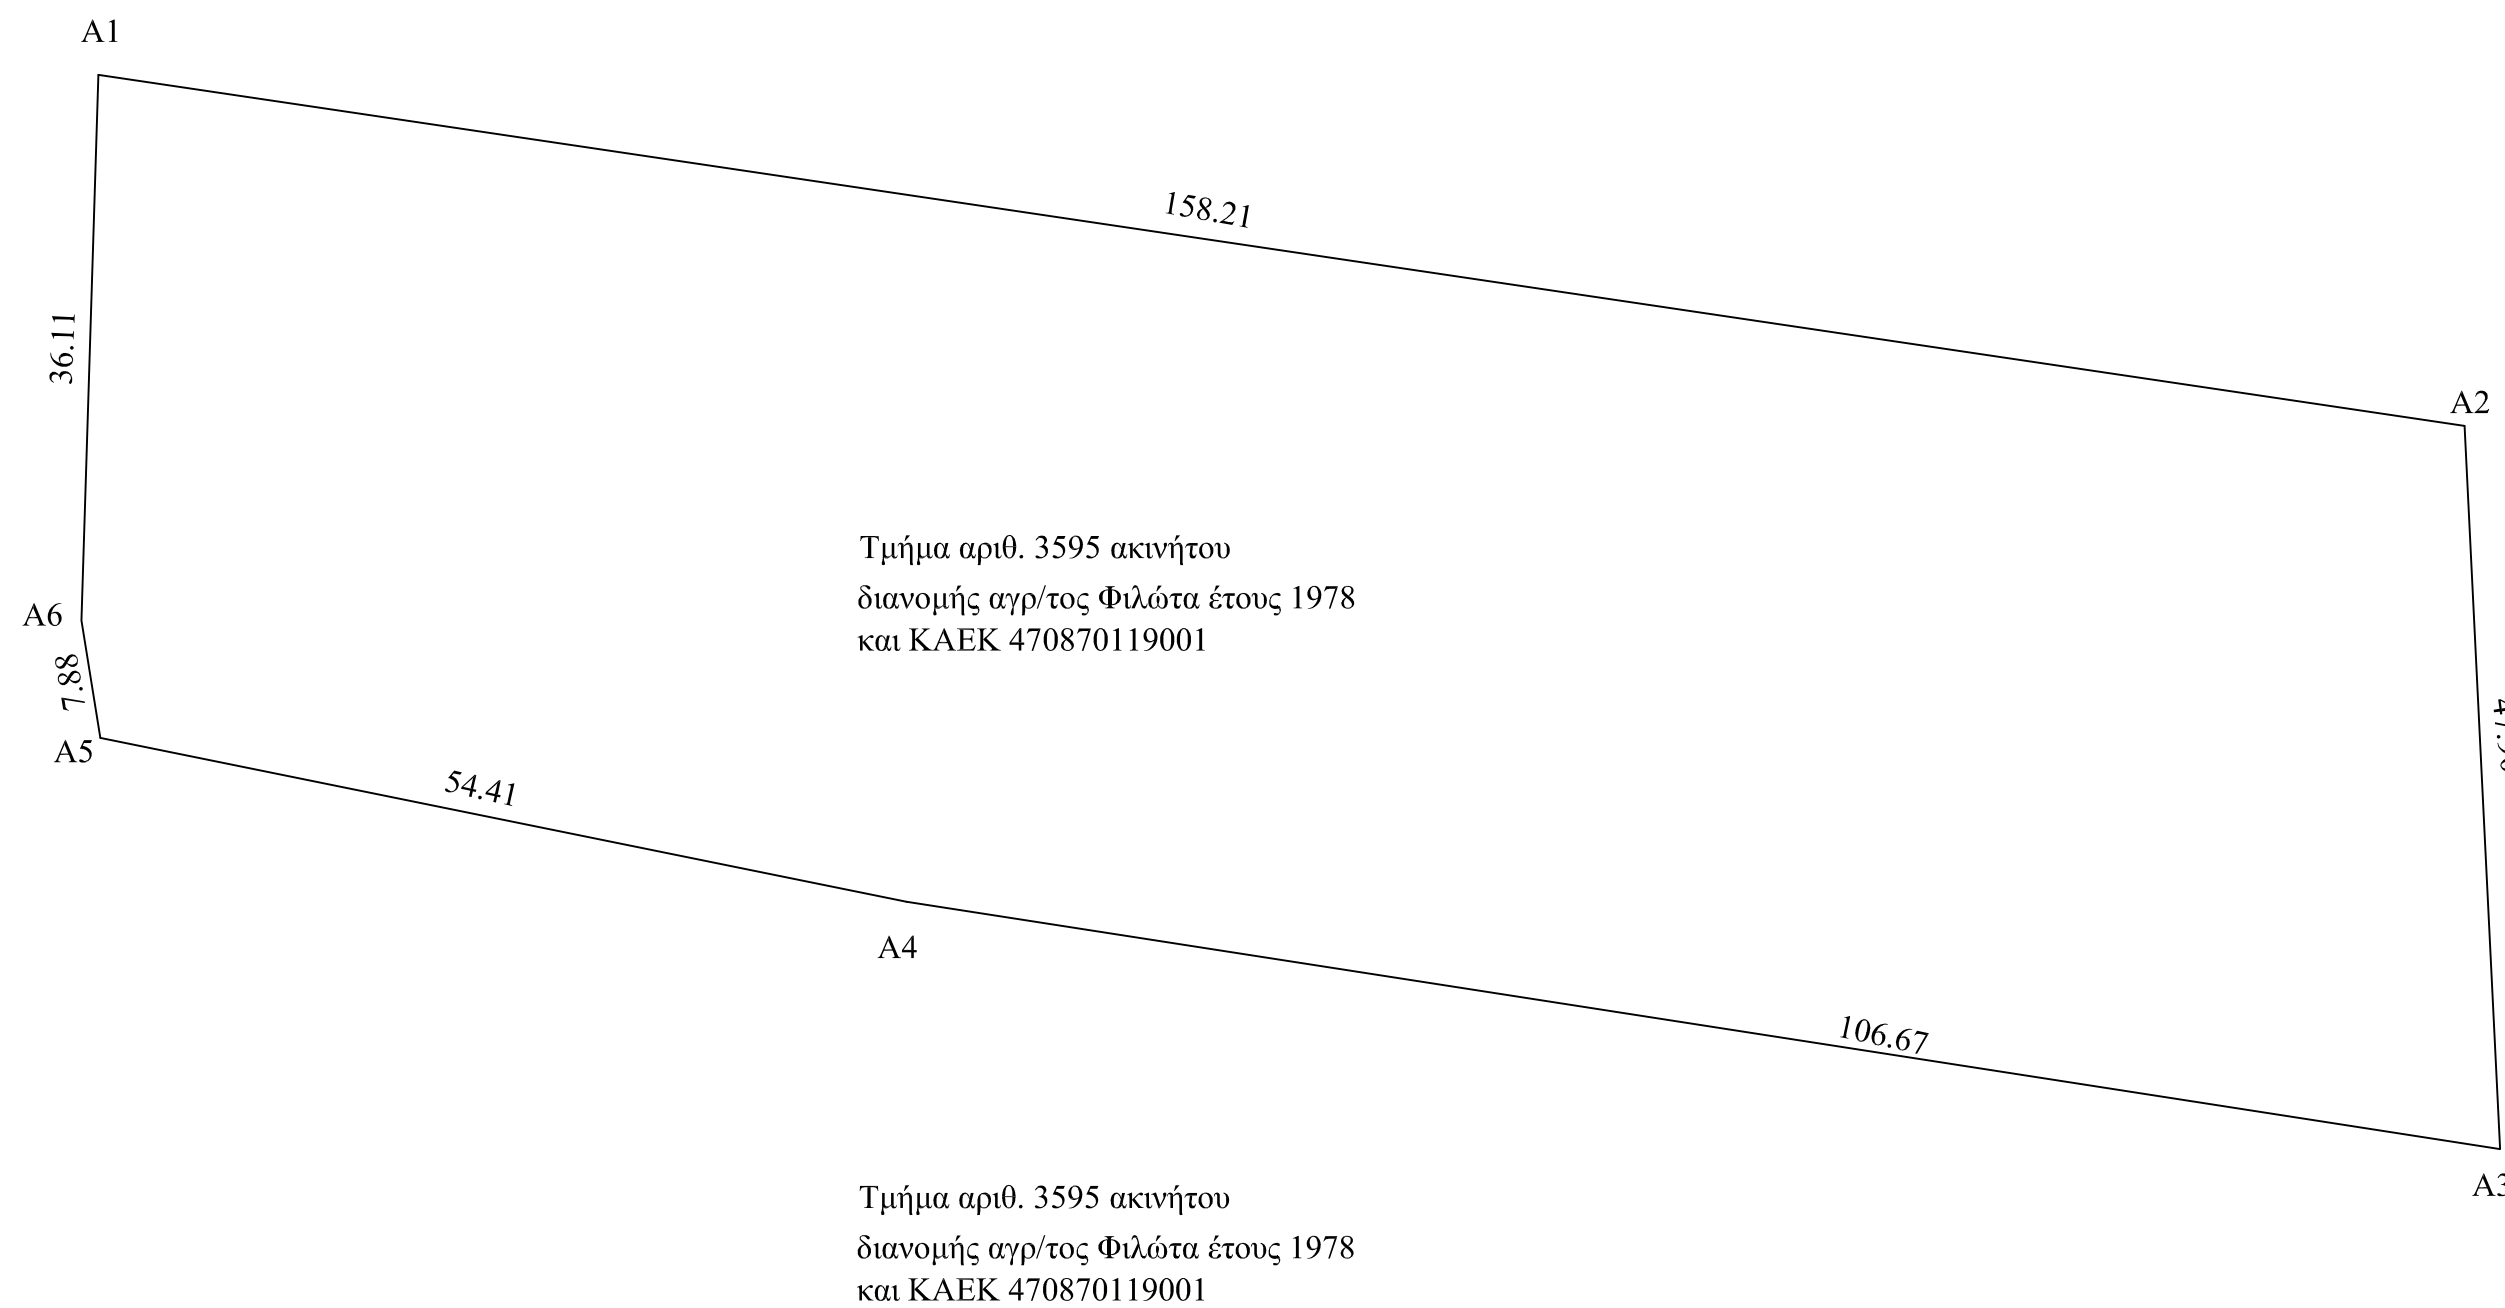 A1
158.21
36.11
A2
Τμήμα αριθ. 3595 ακινήτου
διανομής αγρ/τος Φιλώτα έτους 1978
και ΚΑΕΚ 470870119001
A6
7.88
A5
54.41
A4
106.67
A3
Τμήμα αριθ. 3595 ακινήτου
διανομής αγρ/τος Φιλώτα έτους 1978
και ΚΑΕΚ 470870119001